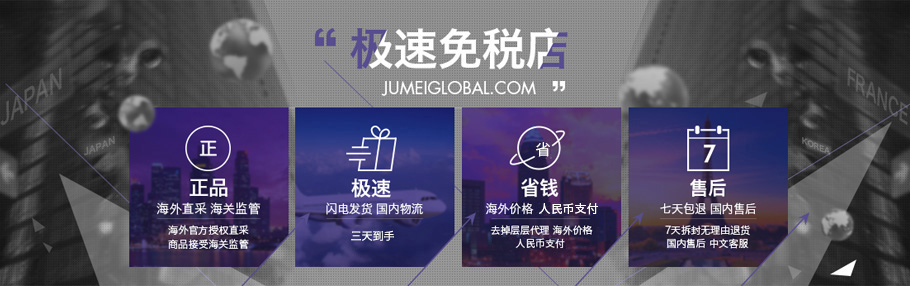 极速免税店
JUMEIGLOBAL.COM
JAPAN
JAPAN
FRANCE
KOREA
正
正品
海外直采 海关监管
海外官方授权直采
商品接受海关监管
极速
闪电发货 国内物流
三天到手
省
省钱
海外价格 人民币支付
去掉层层代理 海外价格
人民币支付
7
售后
七天包退 国内售后
7天拆封无理由退货
国内售后 中文客服